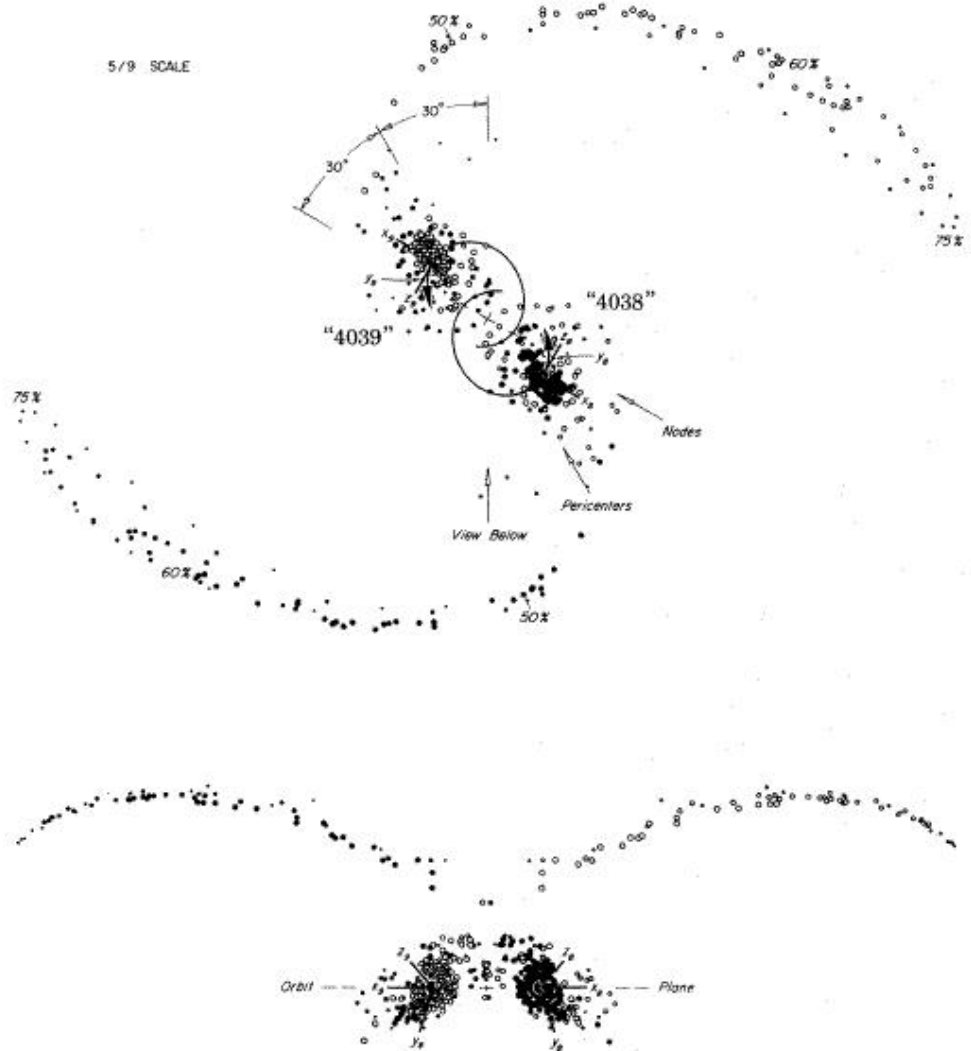 50%
5/9 SCALE
60%
30°
30°
75%
"4038"
"4039"
75%
Nodes
Pericenters
View Below
60%
50%
Orbit
Plane